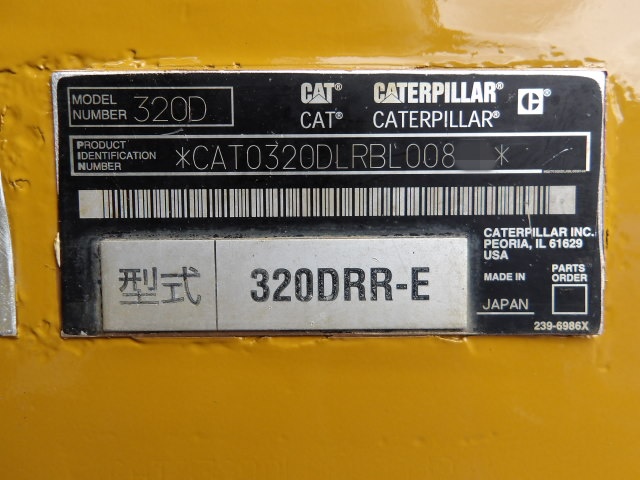 MODEL NUMBER 320D
CAT CATERPILLAR C
CAT® CATERPILLAR®
PRODUCT IDENTIFICATION NUMBER *CAT0320DLRBL008 *
CATERPILLAR INC.
PEORIA, IL 61629
USA
型式 320DRR-E
MADE IN JAPAN
PARTS ORDER
239-6986X